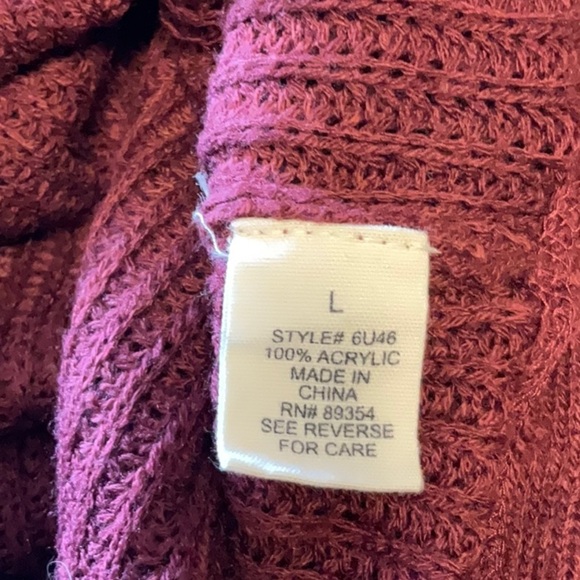 L
STYLE# 6U46
100% ACRYLIC
MADE IN
CHINA
RN# 89354
SEE REVERSE
FOR CARE